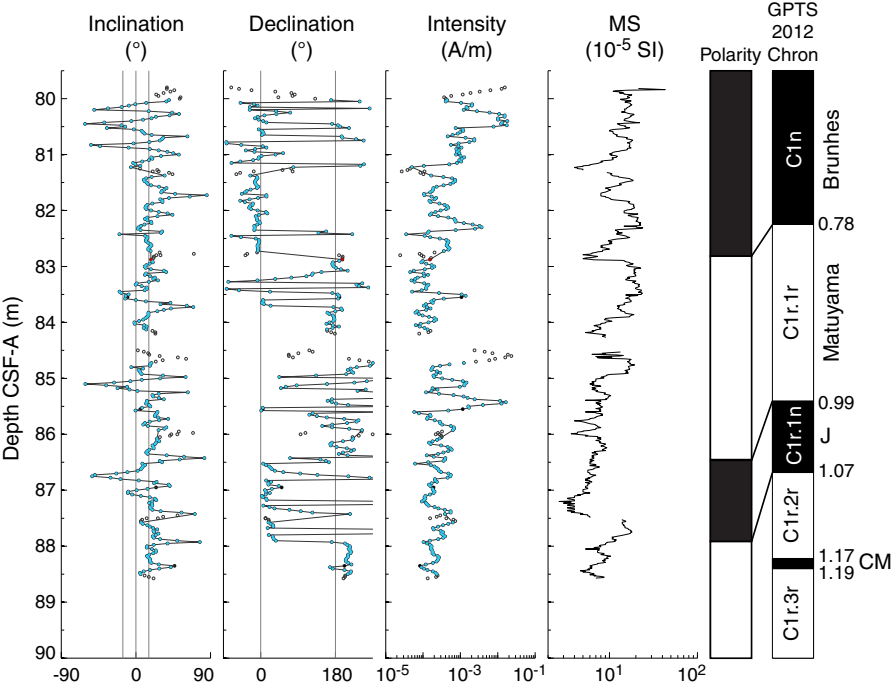 Inclination
(°)
Declination
(°)
Intensity
(A/m)
MS
(10-5 SI)
Polarity
GPTS
2012
Chron
Depth CSF-A (m)
80
81
82
83
84
85
86
87
88
89
90
-90
0
90
0
180
10-5
10-3
10-1
101
102
C1n
C1r.1r
C1r.1n
C1r.2r
C1r.3r
0.78
0.99
1.07
1.17
1.19
Brunhes
Matuyama
J
CM